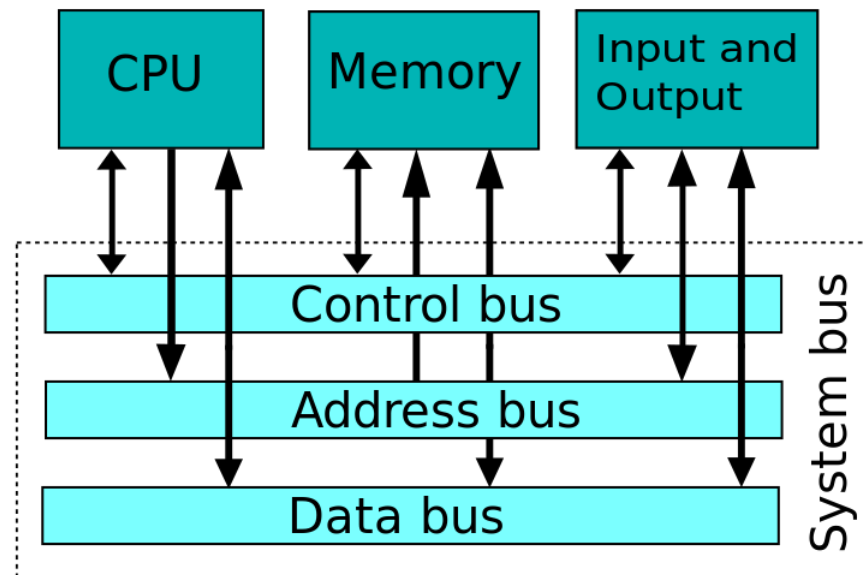 CPU
Memory
Input and
Output
Control bus
Address bus
Data bus
System bus